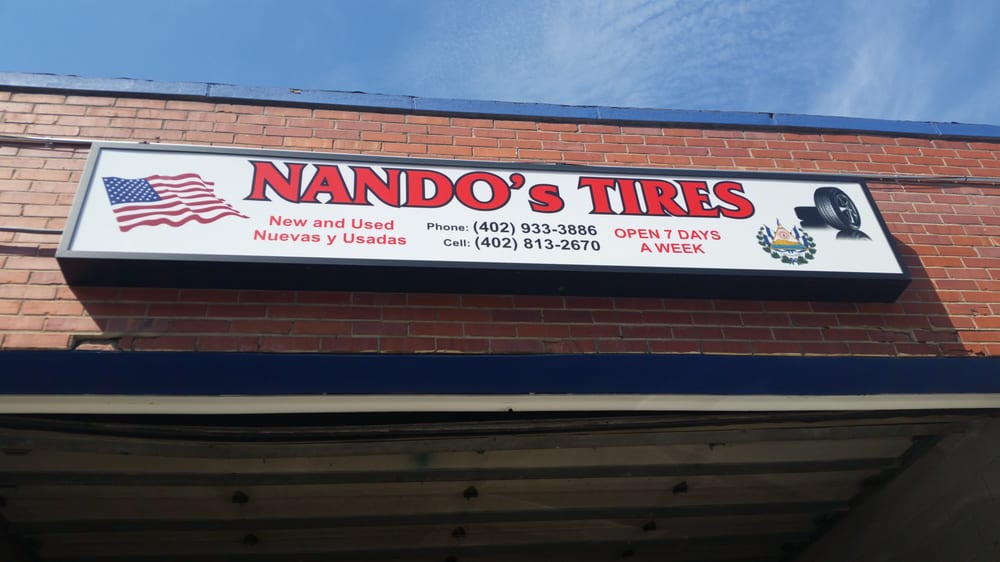 NANDO's TIRES
New and Used
Nuevas y Usadas
Phone: (402) 933-3886
Cell: (402) 813-2670
OPEN 7 DAYS
A WEEK